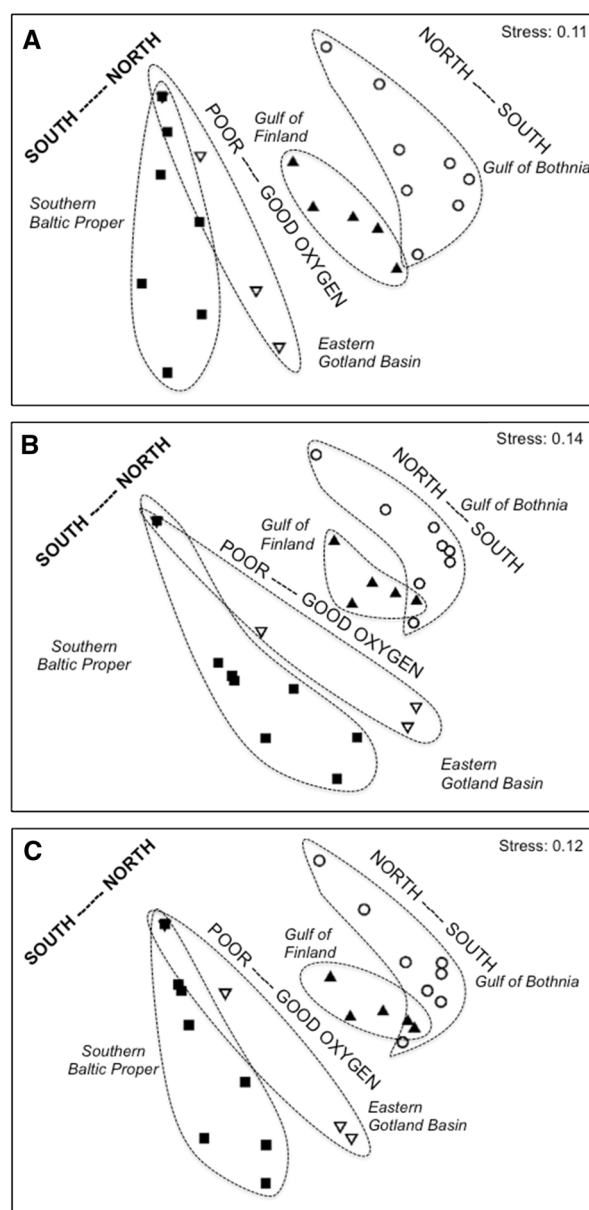 A
Stress: 0.11
SOUTH ------ NORTH
NORTH ---- SOUTH
POOR ---- GOOD OXYGEN
Gulf of
Finland
Gulf of Bothnia
Southern
Baltic Proper
Eastern
Gotland Basin
B
Stress: 0.14
SOUTH ------ NORTH
NORTH ---- SOUTH
Gulf of Bothnia
Gulf of
Finland
POOR ---- GOOD OXYGEN
Southern
Baltic Proper
Eastern
Gotland Basin
C
Stress: 0.12
SOUTH ------ NORTH
NORTH ---- SOUTH
POOR ---- GOOD OXYGEN
Gulf of
Finland
Gulf of Bothnia
Southern
Baltic Proper
Eastern
Gotland Basin